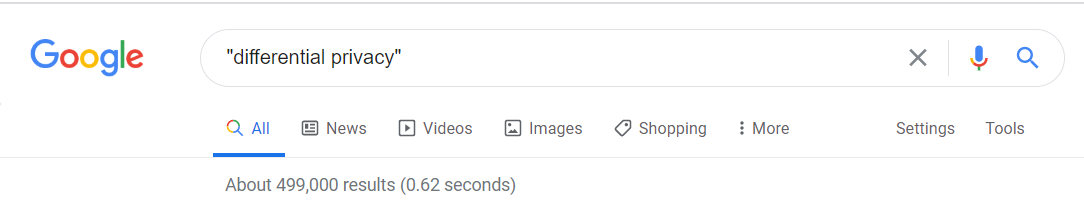 Google "differential privacy"
All News Videos Images Shopping More Settings Tools
About 499,000 results (0.62 seconds)